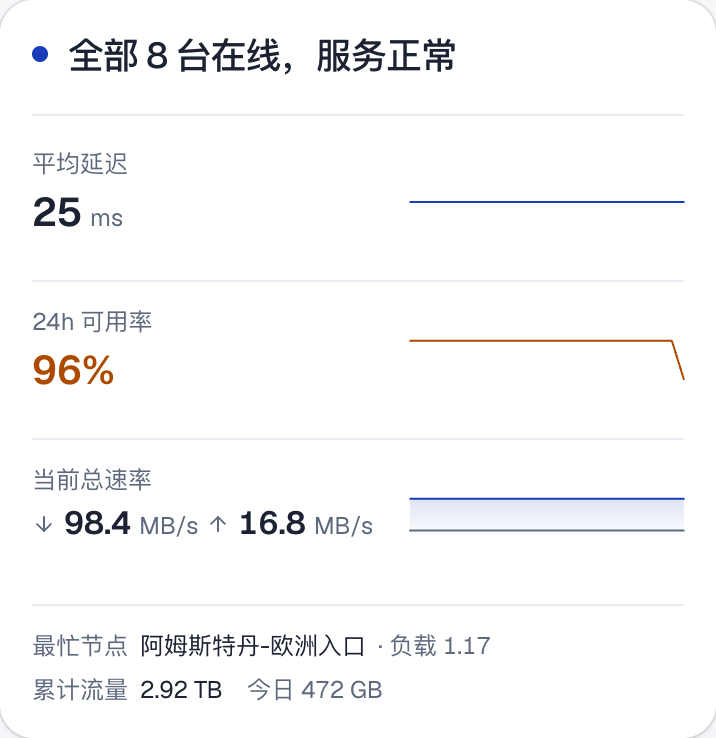 全部 8 台在线，服务正常
平均延迟
25 ms
24h 可用率
96%
当前总速率
↓ 98.4 MB/s ↑ 16.8 MB/s
最忙节点 阿姆斯特丹-欧洲入口 · 负载 1.17
累计流量 2.92 TB 今日 472 GB